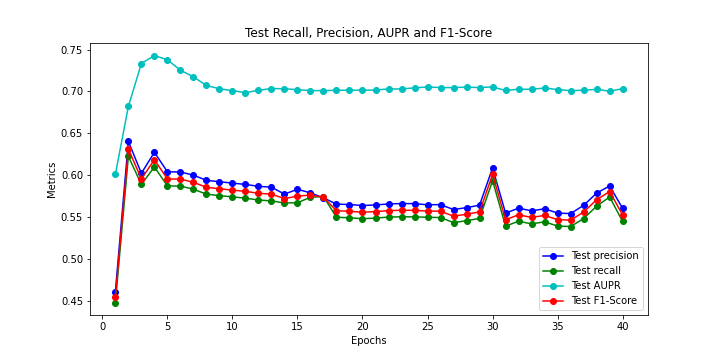 Test Recall, Precision, AUPR and F1-Score
Metrics
0.75
0.70
0.65
0.60
0.55
0.50
0.45
0 5 10 15 20 25 30 35 40
Epochs
Test precision
Test recall
Test AUPR
Test F1-Score